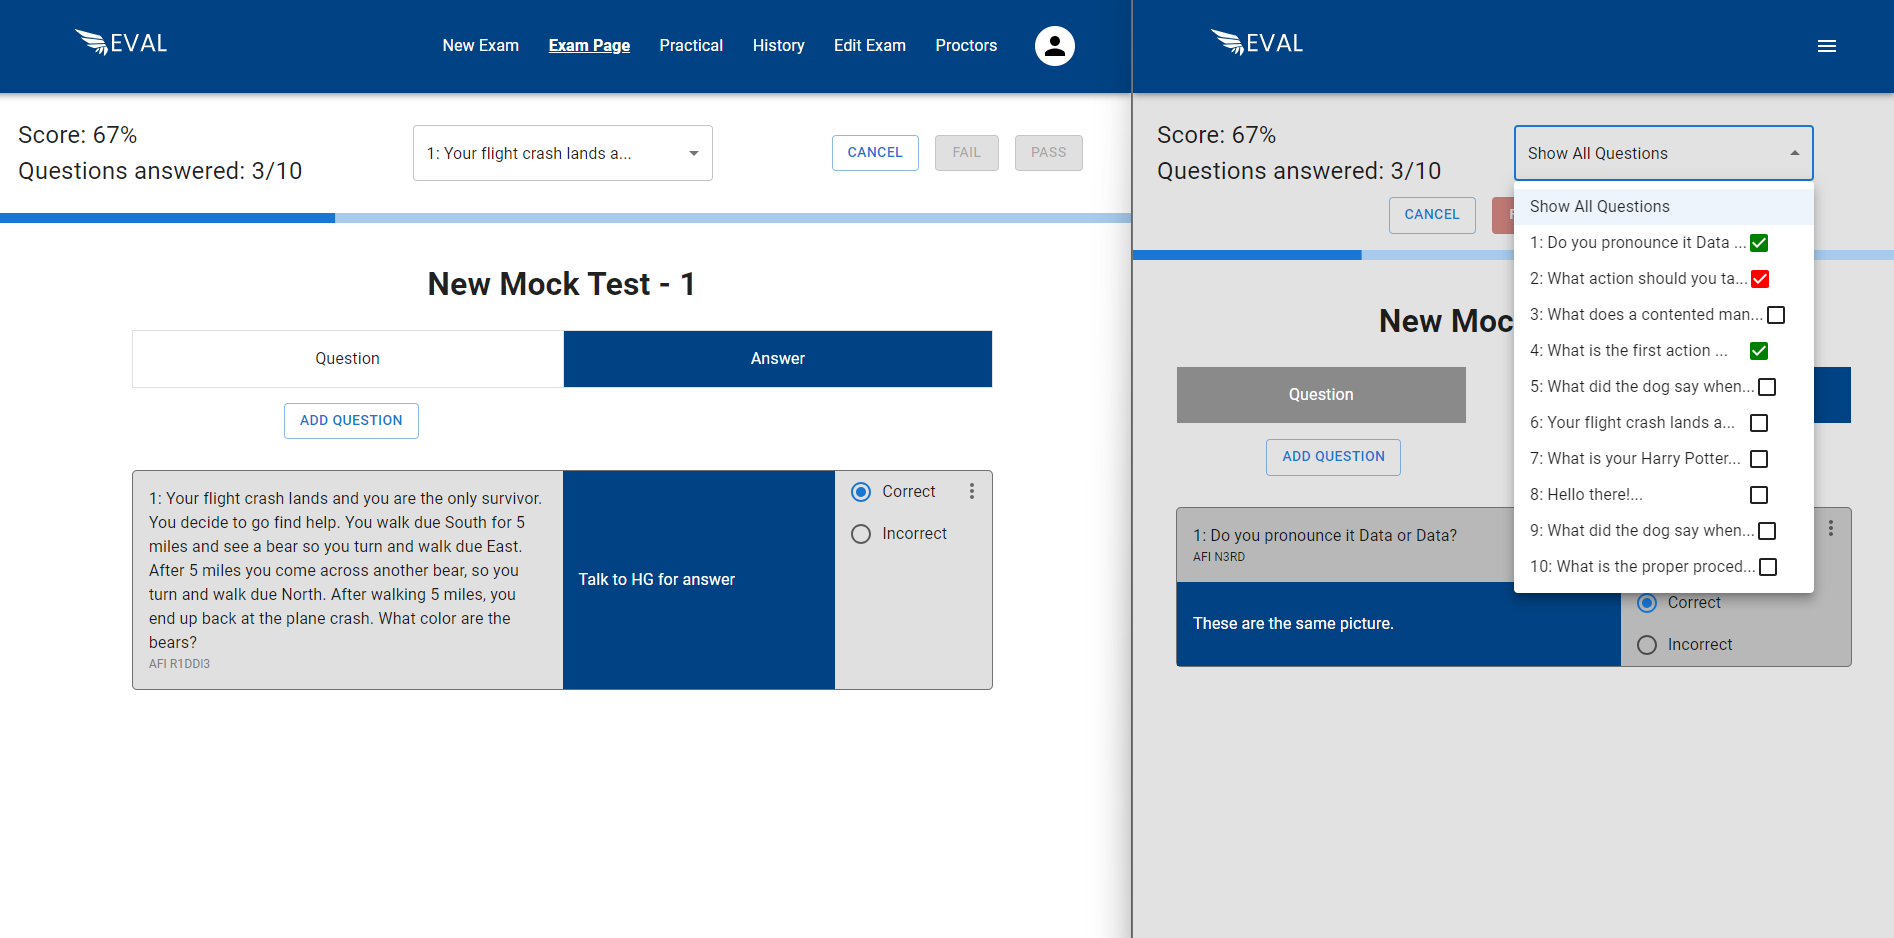 EVAL
New Exam
Exam Page
Practical
History
Edit Exam
Proctors
Score: 67%
Questions answered: 3/10
1: Your flight crash lands a...
CANCEL
FAIL
PASS
New Mock Test - 1
Question
Answer
ADD QUESTION
1: Your flight crash lands and you are the only survivor.
You decide to go find help. You walk due South for 5
miles and see a bear so you turn and walk due East.
After 5 miles you come across another bear, so you
turn and walk due North. After walking 5 miles, you
end up back at the plane crash. What color are the
bears?
AFI R1DDI3
Talk to HG for answer
Correct
Incorrect
EVAL
Score: 67%
Questions answered: 3/10
Show All Questions
CANCEL
Show All Questions
1: Do you pronounce it Data ...
2: What action should you ta...
3: What does a contented man...
4: What is the first action ...
5: What did the dog say when...
6: Your flight crash lands a...
7: What is your Harry Potter...
8: Hello there!...
9: What did the dog say when...
10: What is the proper proced...
New Moc
Question
ADD QUESTION
1: Do you pronounce it Data or Data?
AFI N3RD
These are the same picture.
Correct
Incorrect